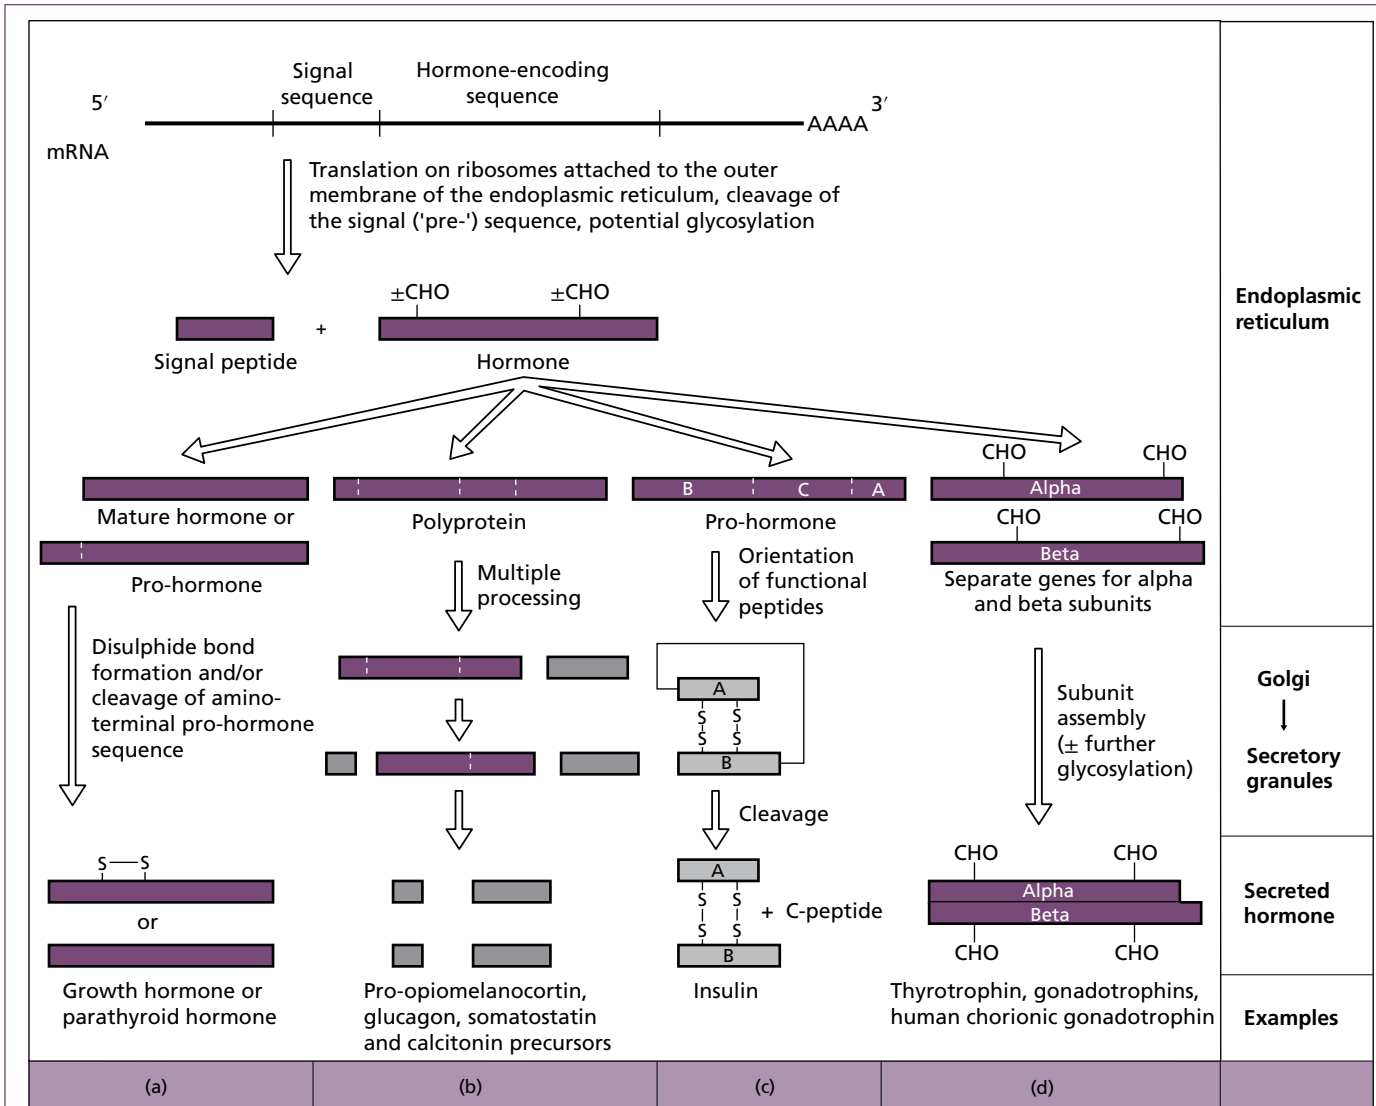 Signal
sequence
Hormone-encoding
sequence
5′
3′
AAAA
mRNA
Translation on ribosomes attached to the outer
membrane of the endoplasmic reticulum, cleavage of
the signal ('pre-') sequence, potential glycosylation
±CHO
±CHO
+
Signal peptide
Hormone
Endoplasmic
reticulum
Mature hormone or
Pro-hormone
Disulphide bond
formation and/or
cleavage of amino-
terminal pro-hormone
sequence
S
S
or
Growth hormone or
parathyroid hormone
(a)
Polyprotein
Multiple
processing
Pro-opiomelanocortin,
glucagon, somatostatin
and calcitonin precursors
(b)
B
C
A
Pro-hormone
Orientation
of functional
peptides
A
S
S
S
S
B
Cleavage
A
S
S
S
S
B
+ C-peptide
Insulin
(c)
CHO
CHO
Alpha
CHO
CHO
Beta
Separate genes for alpha
and beta subunits
Subunit
assembly
(± further
glycosylation)
CHO
CHO
Alpha
Beta
CHO
CHO
Thyrotrophin, gonadotrophins,
human chorionic gonadotrophin
(d)
Golgi
Secretory
granules
Secreted
hormone
Examples